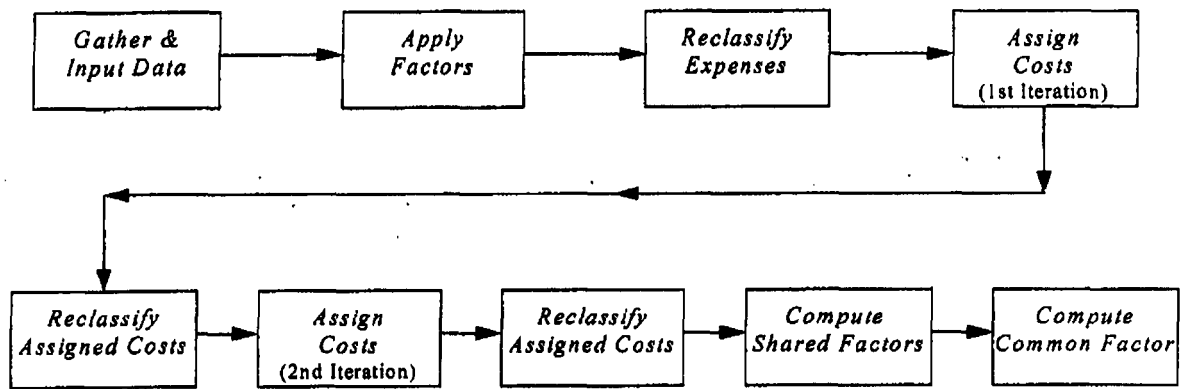 Gather &
Input Data
Apply
Factors
Reclassify
Expenses
Assign
Costs
(1st Iteration)
Reclassify
Assigned Costs
Assign
Costs
(2nd Iteration)
Reclassify
Assigned Costs
Compute
Shared Factors
Compute
Common Factor